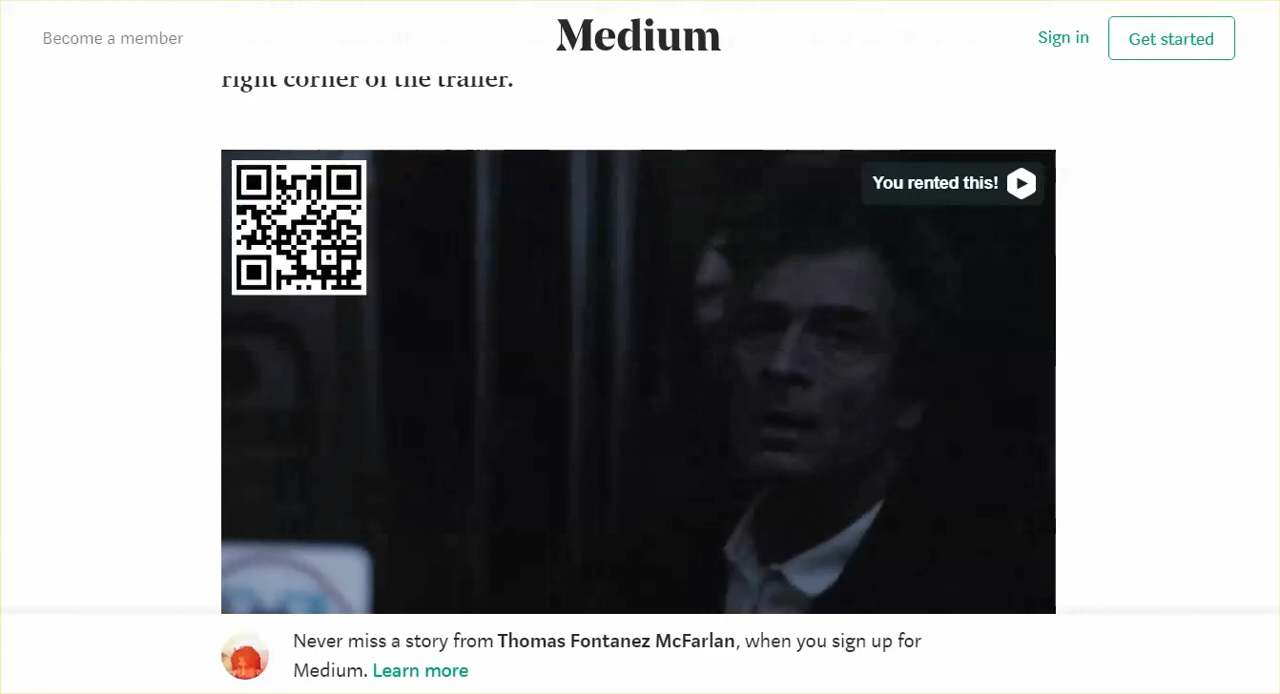 Become a member
Medium
Sign in
Get started
right corner of the trailer.
You rented this!
Never miss a story from Thomas Fontanez McFarlan, when you sign up for
Medium. Learn more